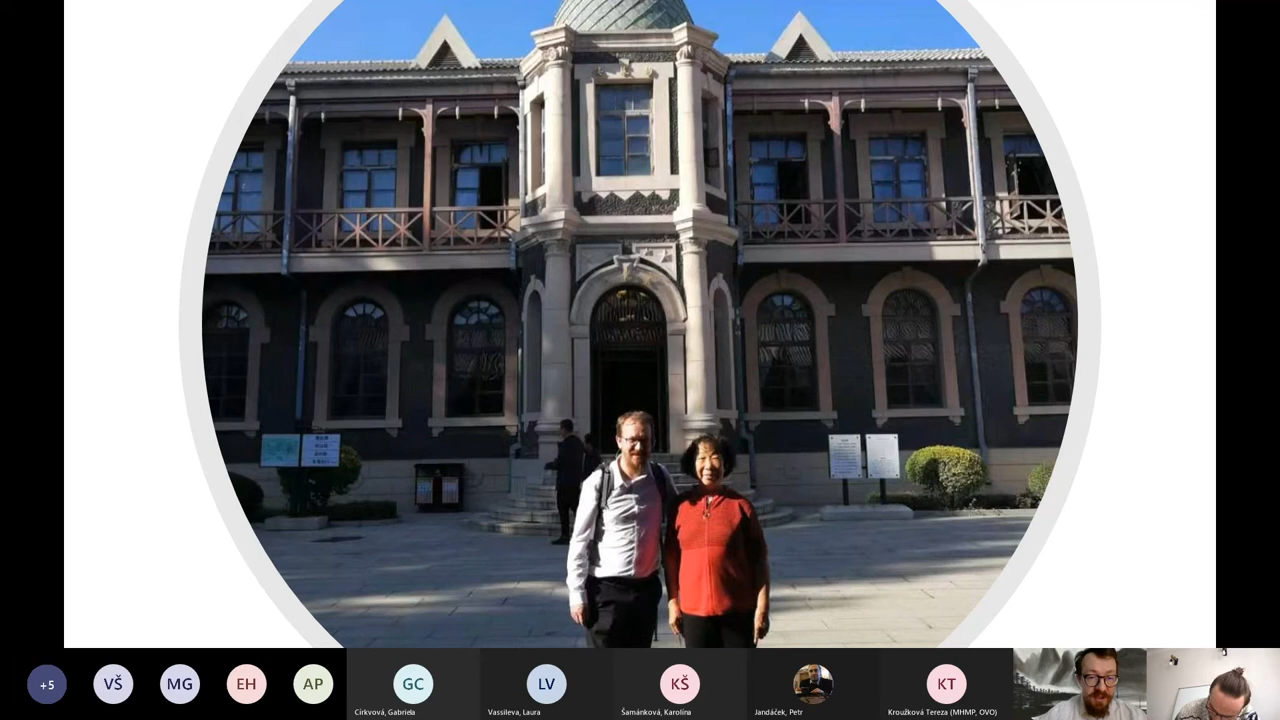 +5
VŠ
MG
EH
AP
GC
Církvová, Gabriela
LV
Vassileva, Laura
KŠ
Šamánková, Karolína
Jandáček, Petr
KT
Kroužková Tereza (MHMP, OVO)